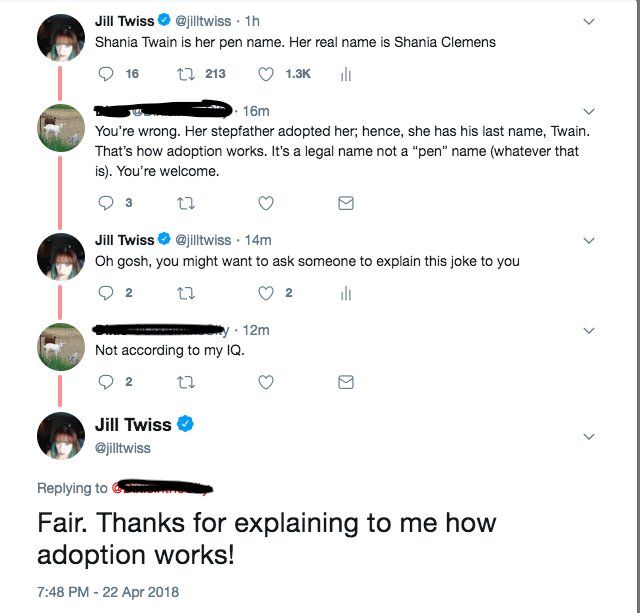 Jill Twiss @jilltwiss · 1h
Shania Twain is her pen name. Her real name is Shania Clemens
16 213 1.3K
· 16m
You're wrong. Her stepfather adopted her; hence, she has his last name, Twain.
That's how adoption works. It's a legal name not a “pen” name (whatever that
is). You're welcome.
3
Jill Twiss @jilltwiss · 14m
Oh gosh, you might want to ask someone to explain this joke to you
2 2
· 12m
Not according to my IQ.
2
Jill Twiss
@jilltwiss
Replying to
Fair. Thanks for explaining to me how
adoption works!
7:48 PM - 22 Apr 2018